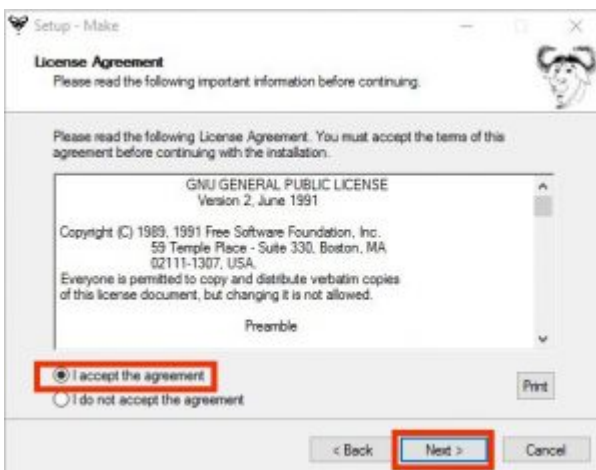 Setup - Make
License Agreement
Please read the following important information before continuing.
Please read the following License Agreement. You must accept the terms of this
agreement before continuing with the installation.
GNU GENERAL PUBLIC LICENSE
Version 2, June 1991
Copyright (C) 1989, 1991 Free Software Foundation, Inc.
59 Temple Place - Suite 330, Boston, MA
02111-1307, USA.
Everyone is permitted to copy and distribute verbatim copies
of this license document, but changing it is not allowed.
Preamble
I accept the agreement
I do not accept the agreement
Print
< Back
Next >
Cancel